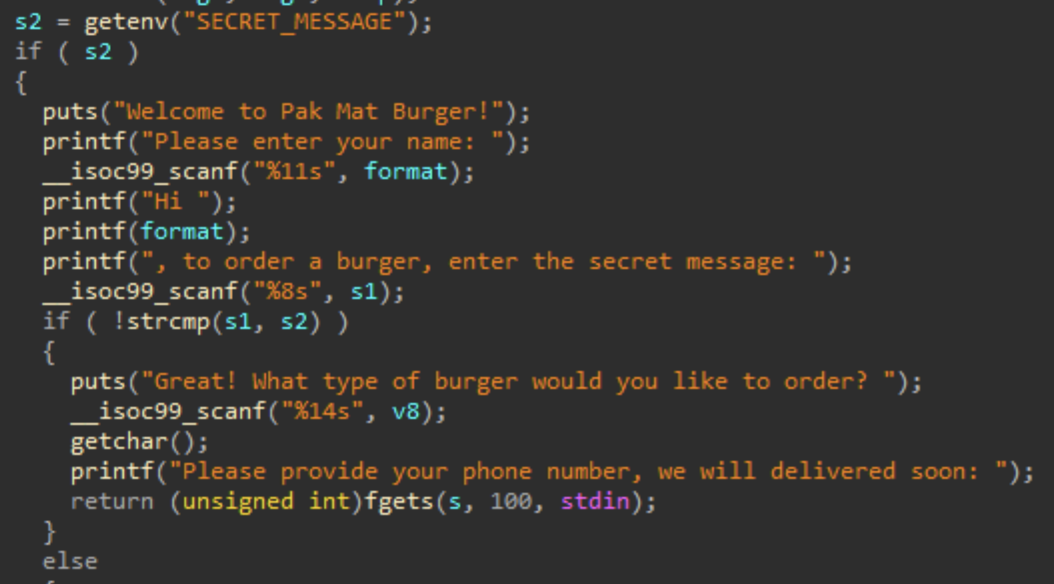 s2 = getenv("SECRET_MESSAGE");
if ( s2 )
{
puts("Welcome to Pak Mat Burger!");
printf("Please enter your name: ");
__isoc99_scanf("%11s", format);
printf("Hi ");
printf(format);
printf(", to order a burger, enter the secret message: ");
__isoc99_scanf("%8s", s1);
if ( !strcmp(s1, s2) )
{
puts("Great! What type of burger would you like to order? ");
__isoc99_scanf("%14s", v8);
getchar();
printf("Please provide your phone number, we will delivered soon: ");
return (unsigned int)fgets(s, 100, stdin);
}
else